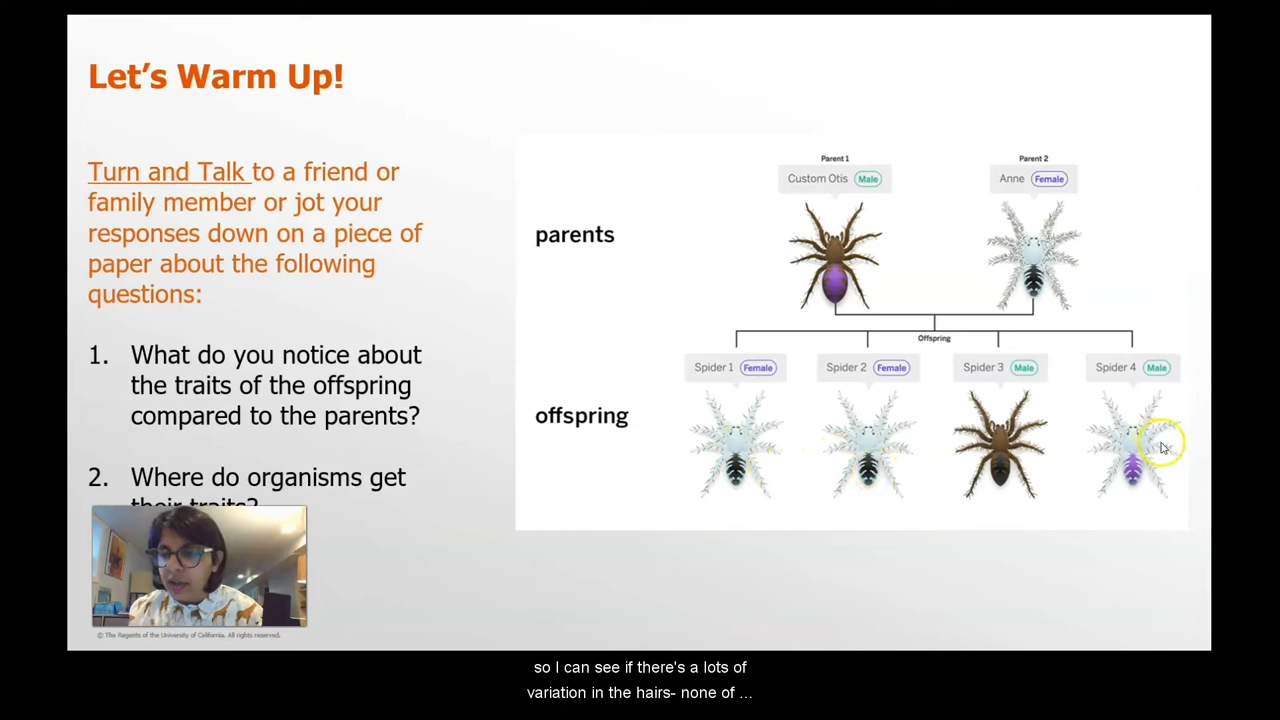 Let's Warm Up!
Turn and Talk to a friend or
family member or jot your
responses down on a piece of
paper about the following
questions:
1. What do you notice about
the traits of the offspring
compared to the parents?
2. Where do organisms get
their traits?
© The Regents of the University of California. All rights reserved.
Parent 1
Custom Otis Male
Parent 2
Anne Female
parents
Offspring
Spider 1 Female
Spider 2 Female
Spider 3 Male
Spider 4 Male
offspring
so I can see if there's a lots of
variation in the hairs- none of ...